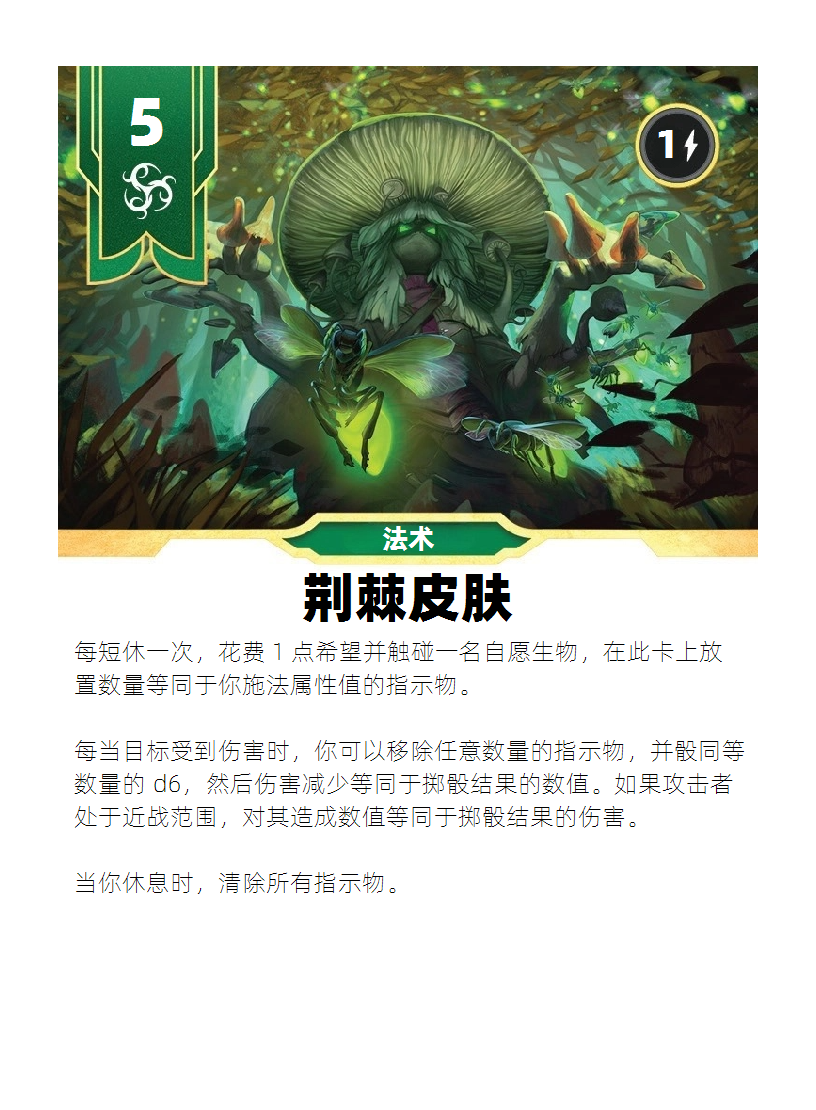 5
1
法术
荆棘皮肤
每短休一次，花费 1 点希望并触碰一名自愿生物，在此卡上放
置数量等同于你施法属性值的指示物。
每当目标受到伤害时，你可以移除任意数量的指示物，并骰同等
数量的 d6，然后伤害减少等同于掷骰结果的数值。如果攻击者
处于近战范围，对其造成数值等同于掷骰结果的伤害。
当你休息时，清除所有指示物。